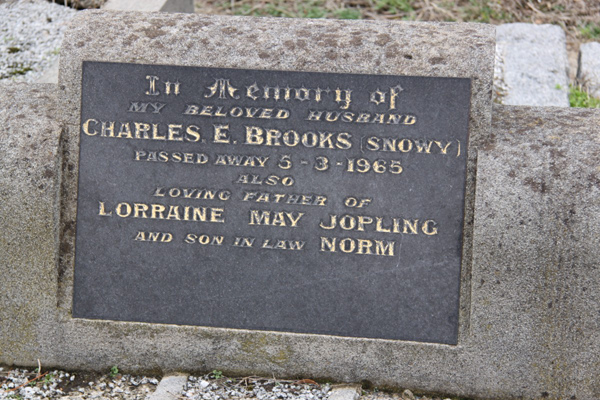 In Memory of
MY BELOVED HUSBAND
CHARLES. E. BROOKS (SNOWY)
PASSED AWAY 5-3-1965
ALSO
LOVING FATHER OF
LORRAINE MAY JOPLING
AND SON IN LAW NORM